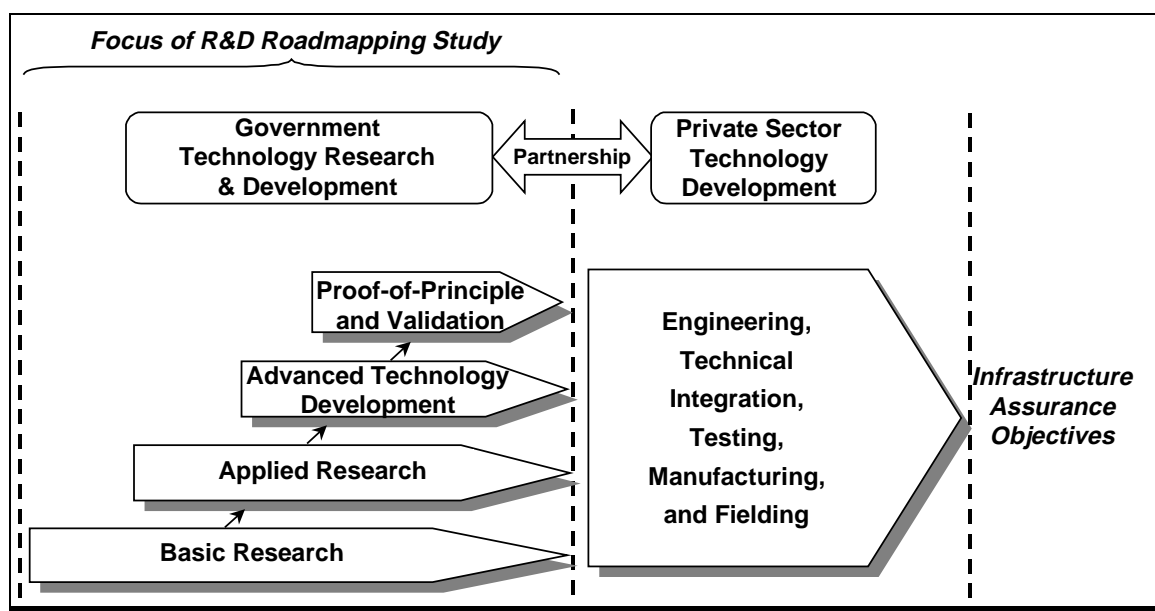 Focus of R&D Roadmapping Study
Government
Technology Research
& Development
Partnership
Private Sector
Technology
Development
Proof-of-Principle
and Validation
Advanced Technology
Development
Applied Research
Basic Research
Engineering,
Technical
Integration,
Testing,
Manufacturing,
and Fielding
Infrastructure
Assurance
Objectives